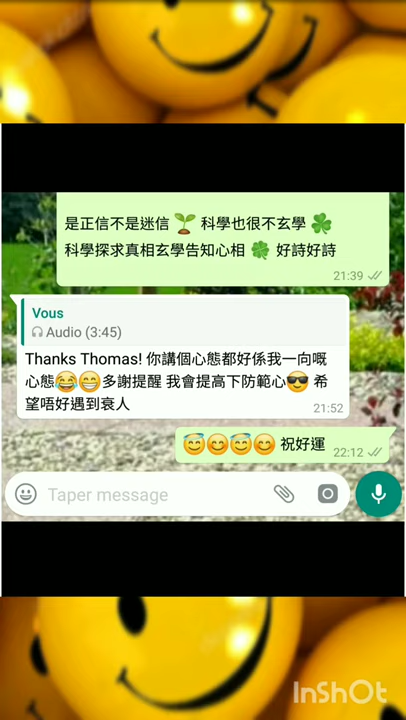 是正信不是迷信🌱 科學也很不玄學🍀
科學探求真相玄學告知心相🍀 好詩好詩
21:39
Vous
Audio (3:45)
Thanks Thomas! 你講個心態都好係我一向嘅
心態😂😁多謝提醒 我會提高下防範心😎 希
望唔好遇到衰人
21:52
😇😊😇😊 祝好運
22:12
Taper message
InShOt